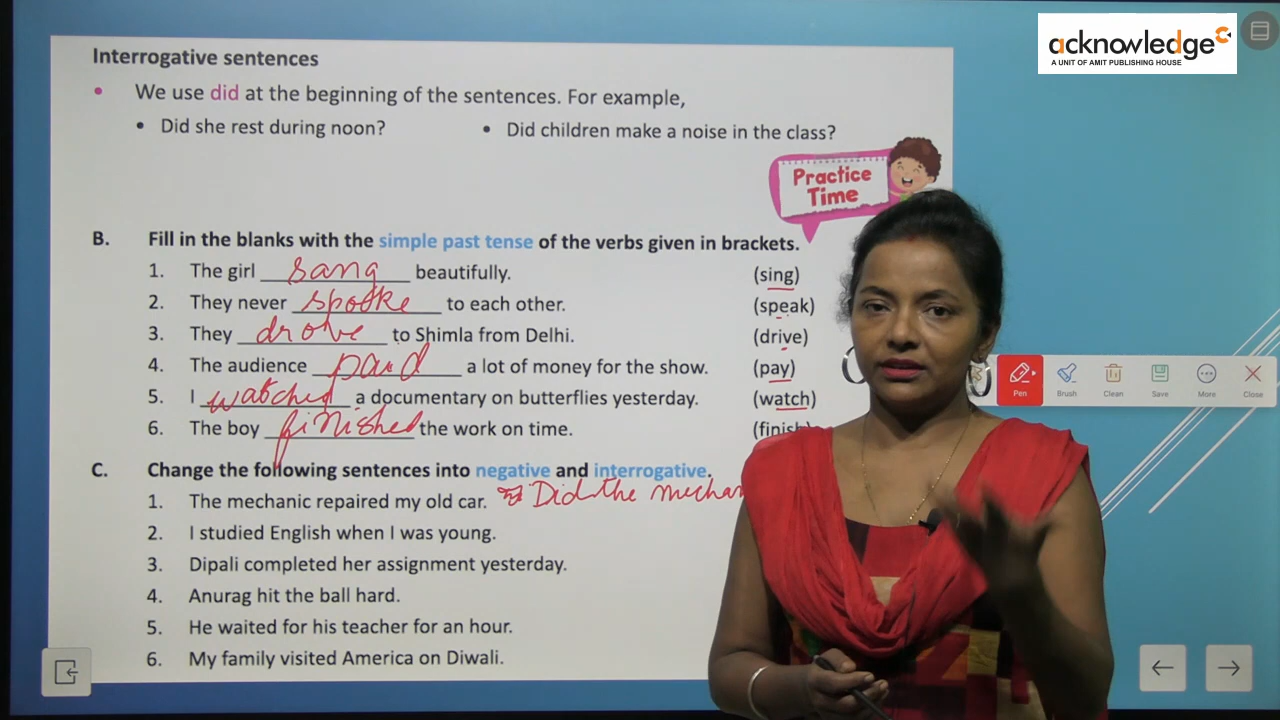 acknowledge
A UNIT OF AMIT PUBLISHING HOUSE
Interrogative sentences
• We use did at the beginning of the sentences. For example,
• Did she rest during noon? • Did children make a noise in the class?
Practice
Time
B. Fill in the blanks with the simple past tense of the verbs given in brackets.
1. The girl sang beautifully. (sing)
2. They never spoke to each other. (speak)
3. They drove to Shimla from Delhi. (drive)
4. The audience paid a lot of money for the show. (pay)
5. I watched a documentary on butterflies yesterday. (watch)
6. The boy finished the work on time. (finish)
C. Change the following sentences into negative and interrogative.
1. The mechanic repaired my old car. Did the mechan
2. I studied English when I was young.
3. Dipali completed her assignment yesterday.
4. Anurag hit the ball hard.
5. He waited for his teacher for an hour.
6. My family visited America on Diwali.
Pen Brush Clean Save More Close